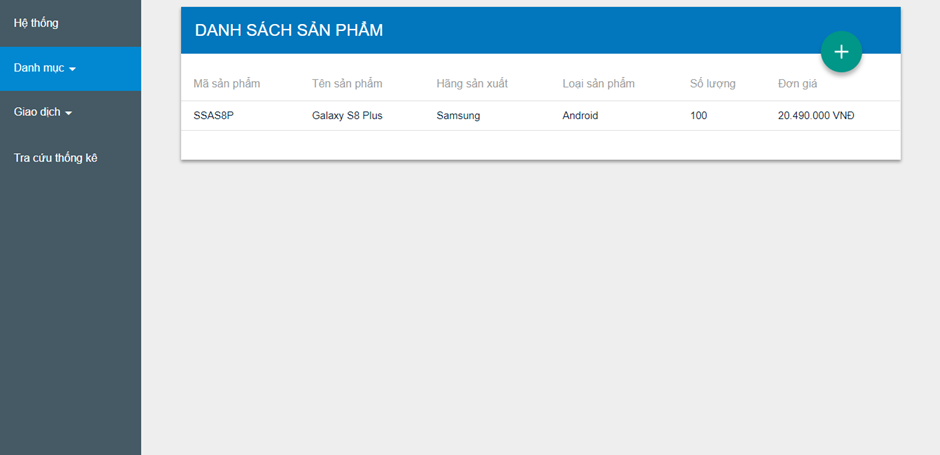 Hệ thống
Danh mục
Giao dịch
Tra cứu thống kê
DANH SÁCH SẢN PHẨM
Mã sản phẩm Tên sản phẩm Hãng sản xuất Loại sản phẩm Số lượng Đơn giá
SSAS8P Galaxy S8 Plus Samsung Android 100 20.490.000 VNĐ